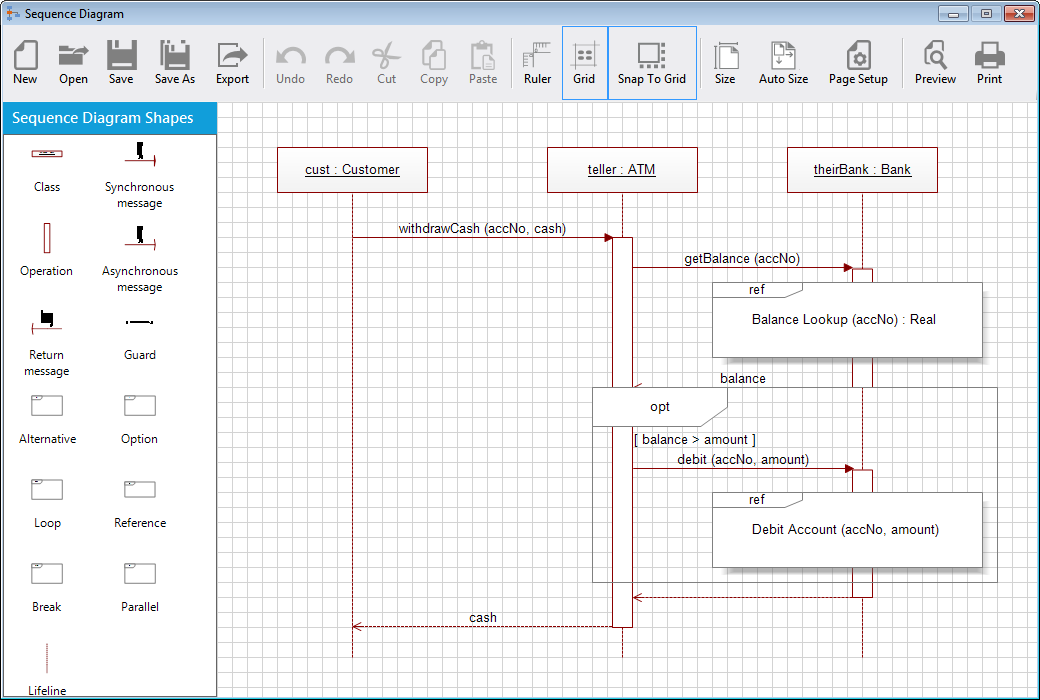 Sequence Diagram
New Open Save Save As Export Undo Redo Cut Copy Paste Ruler Grid Snap To Grid Size Auto Size Page Setup Preview Print
Sequence Diagram Shapes
Class
Synchronous
message
Operation
Asynchronous
message
Return
message
Guard
Alternative
Option
Loop
Reference
Break
Parallel
Lifeline
cust : Customer
teller : ATM
theirBank : Bank
withdrawCash (accNo, cash)
getBalance (accNo)
ref
Balance Lookup (accNo) : Real
balance
opt
[ balance > amount ]
debit (accNo, amount)
ref
Debit Account (accNo, amount)
cash